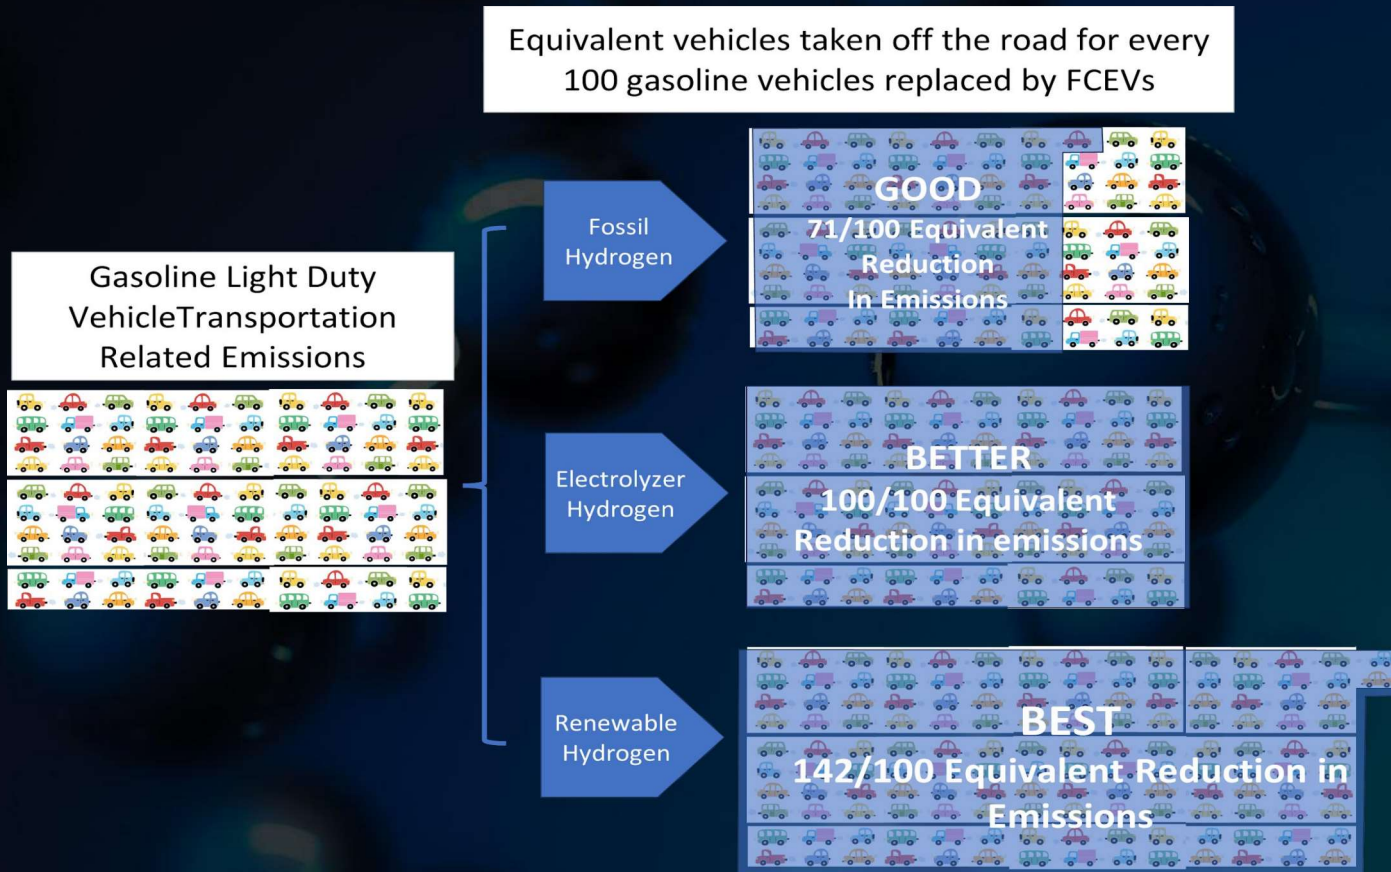 Equivalent vehicles taken off the road for every
100 gasoline vehicles replaced by FCEVs
Gasoline Light Duty
VehicleTransportation
Related Emissions
Fossil
Hydrogen
GOOD
71/100 Equivalent
Reduction
In Emissions
Electrolyzer
Hydrogen
BETTER
100/100 Equivalent
Reduction in emissions
Renewable
Hydrogen
BEST
142/100 Equivalent Reduction in
Emissions